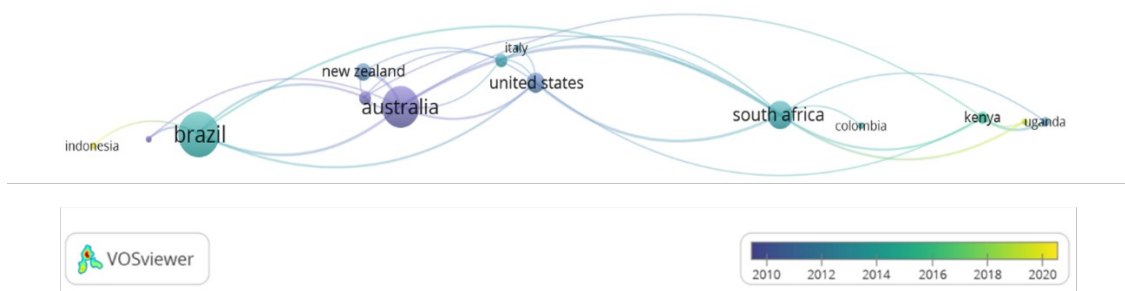 italy
new zealand
united states
australia
south africa
kenya
uganda
colombia
brazil
indonesia
VOSviewer
2010 2012 2014 2016 2018 2020